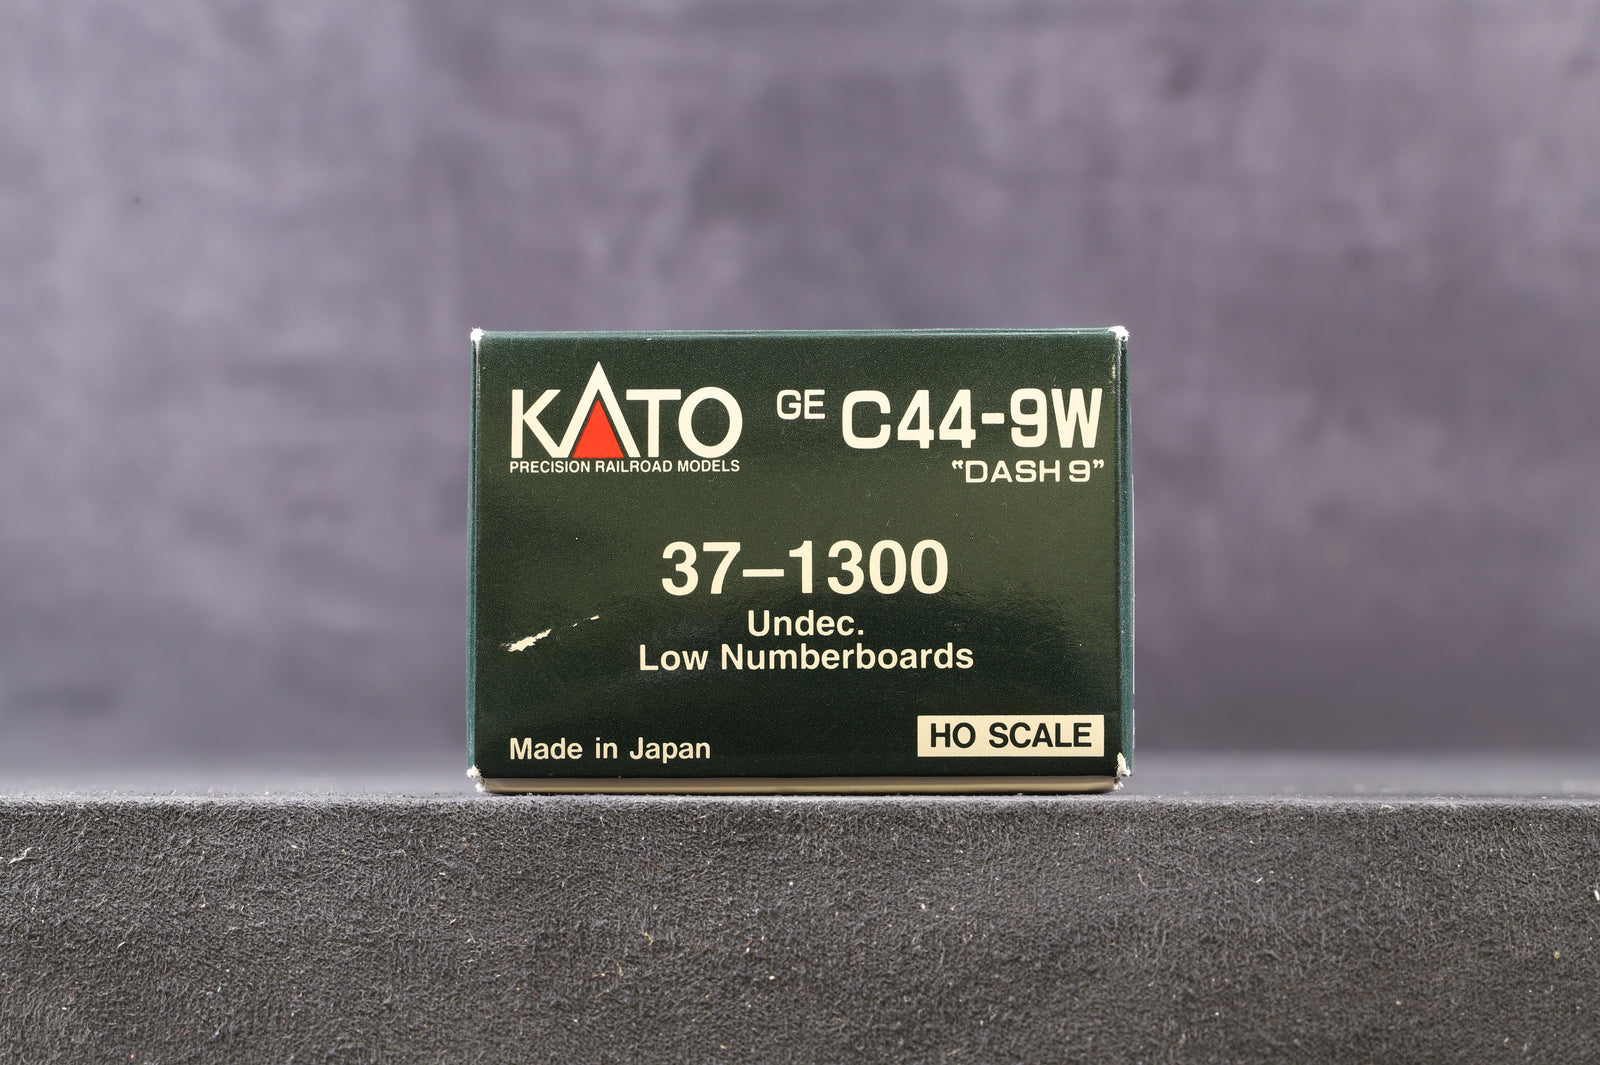 KATO
PRECISION RAILROAD MODELS
GE C44-9W
“DASH 9”
37–1300
Undec.
Low Numberboards
Made in Japan
HO SCALE